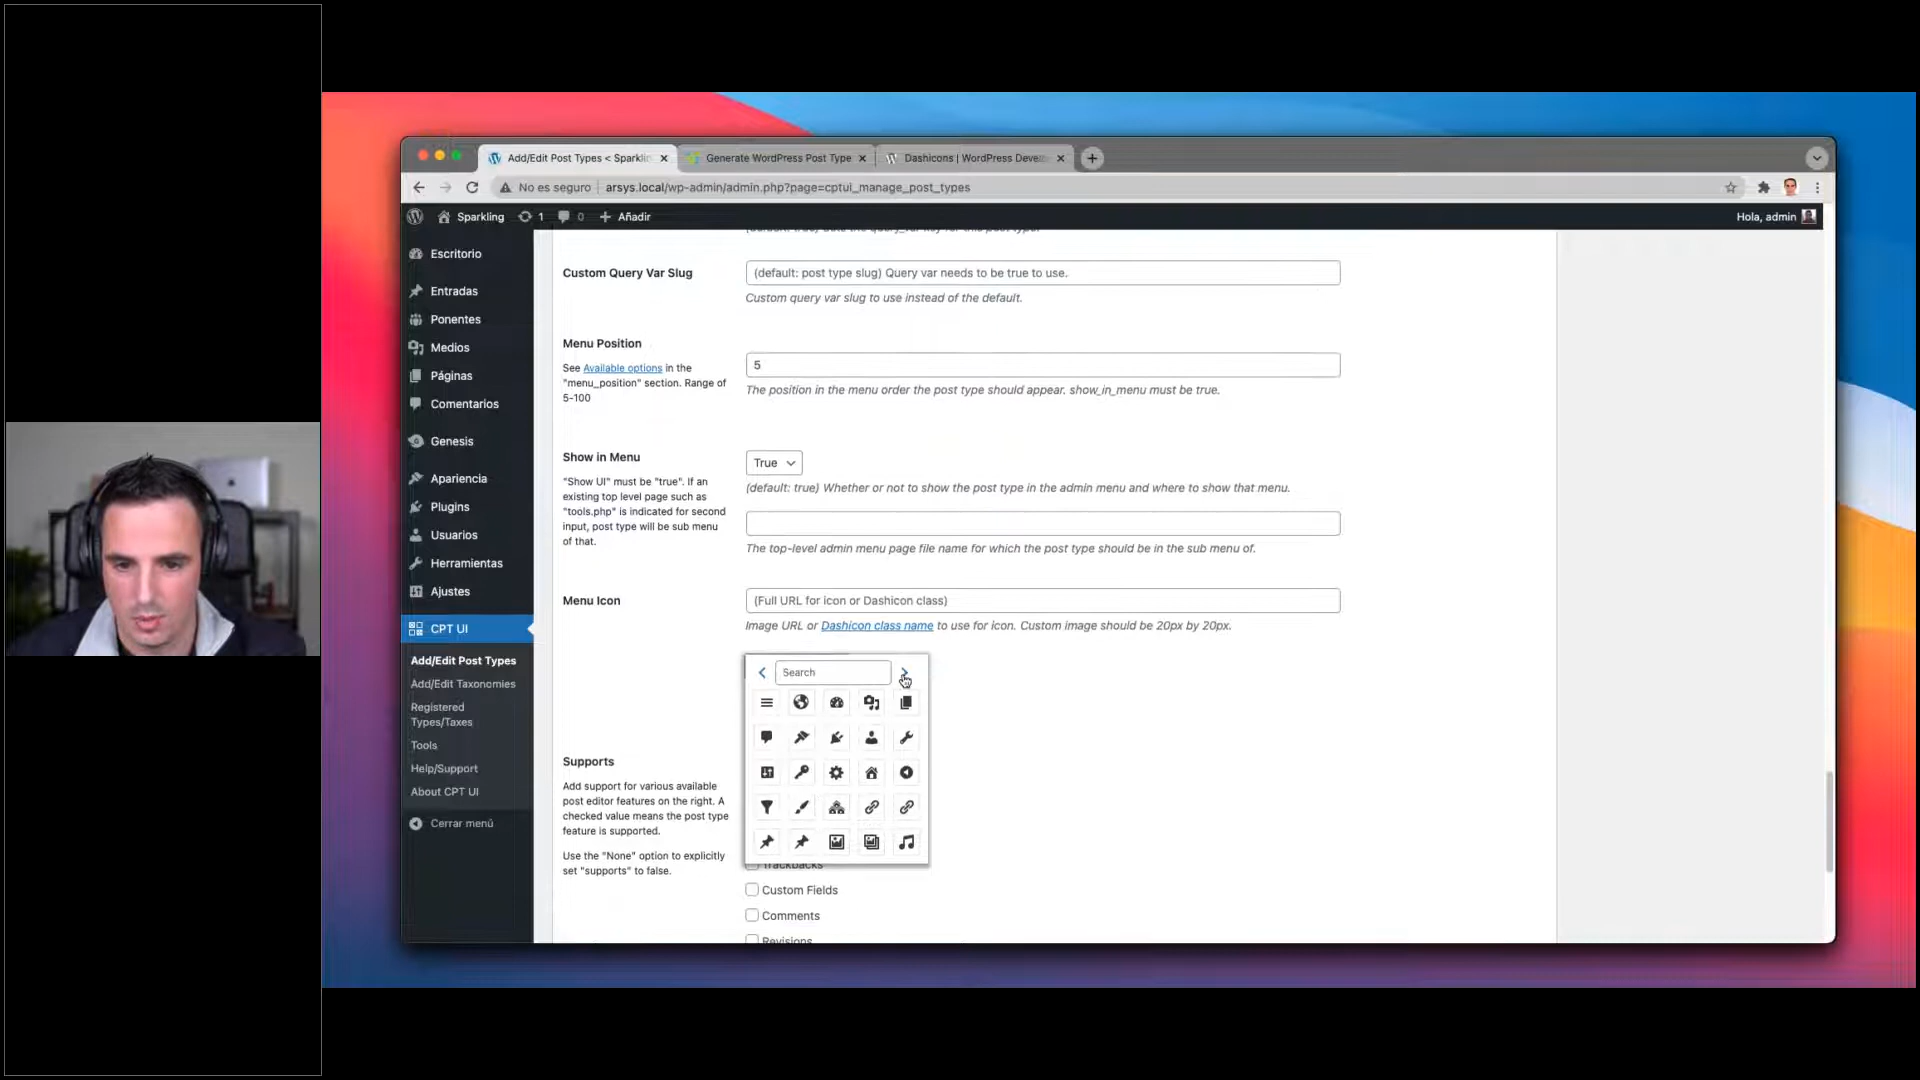 Add/Edit Post Types < Sparklin
Generate WordPress Post Type
Dashicons | WordPress Devel
No es seguro
arsys.local/wp-admin/admin.php?page=cptui_manage_post_types
Sparkling
1
0
Añadir
Hola, admin
Escritorio
Entradas
Ponentes
Medios
Páginas
Comentarios
Genesis
Apariencia
Plugins
Usuarios
Herramientas
Ajustes
CPT UI
Add/Edit Post Types
Add/Edit Taxonomies
Registered
Types/Taxes
Tools
Help/Support
About CPT UI
Cerrar menú
Custom Query Var Slug
(default: post type slug) Query var needs to be true to use.
Custom query var slug to use instead of the default.
Menu Position
See Available options in the
"menu_position" section. Range of
5-100
5
The position in the menu order the post type should appear. show_in_menu must be true.
Show in Menu
"Show UI" must be "true". If an
existing top level page such as
"tools.php" is indicated for second
input, post type will be sub menu
of that.
True
(default: true) Whether or not to show the post type in the admin menu and where to show that menu.
The top-level admin menu page file name for which the post type should be in the sub menu of.
Menu Icon
(Full URL for icon or Dashicon class)
Image URL or Dashicon class name to use for icon. Custom image should be 20px by 20px.
Search
Supports
Add support for various available
post editor features on the right. A
checked value means the post type
feature is supported.
Use the "None" option to explicitly
set "supports" to false.
Trackbacks
Custom Fields
Comments
Revisions